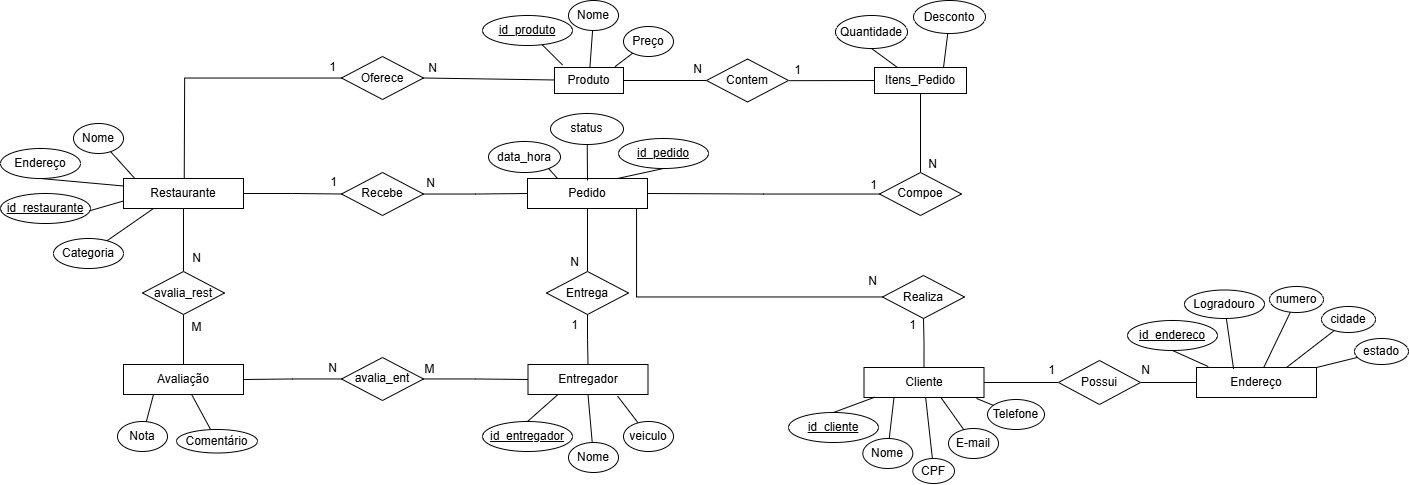 Nome
Desconto
id_produto
Quantidade
Preço
1
Oferece
N
Produto
N
Contem
1
Itens_Pedido
status
Nome
data_hora
id_pedido
Endereço
N
Restaurante
1
Recebe
N
Pedido
1
Compoe
id_restaurante
Categoria
N
N
N
avalia_rest
Entrega
Realiza
Logradouro
numero
M
1
1
id_endereco
cidade
estado
Avaliação
N
avalia_ent
M
Entregador
Cliente
1
Possui
N
Endereço
Nota
Comentário
id_entregador
veiculo
Nome
id_cliente
Telefone
Nome
E-mail
CPF